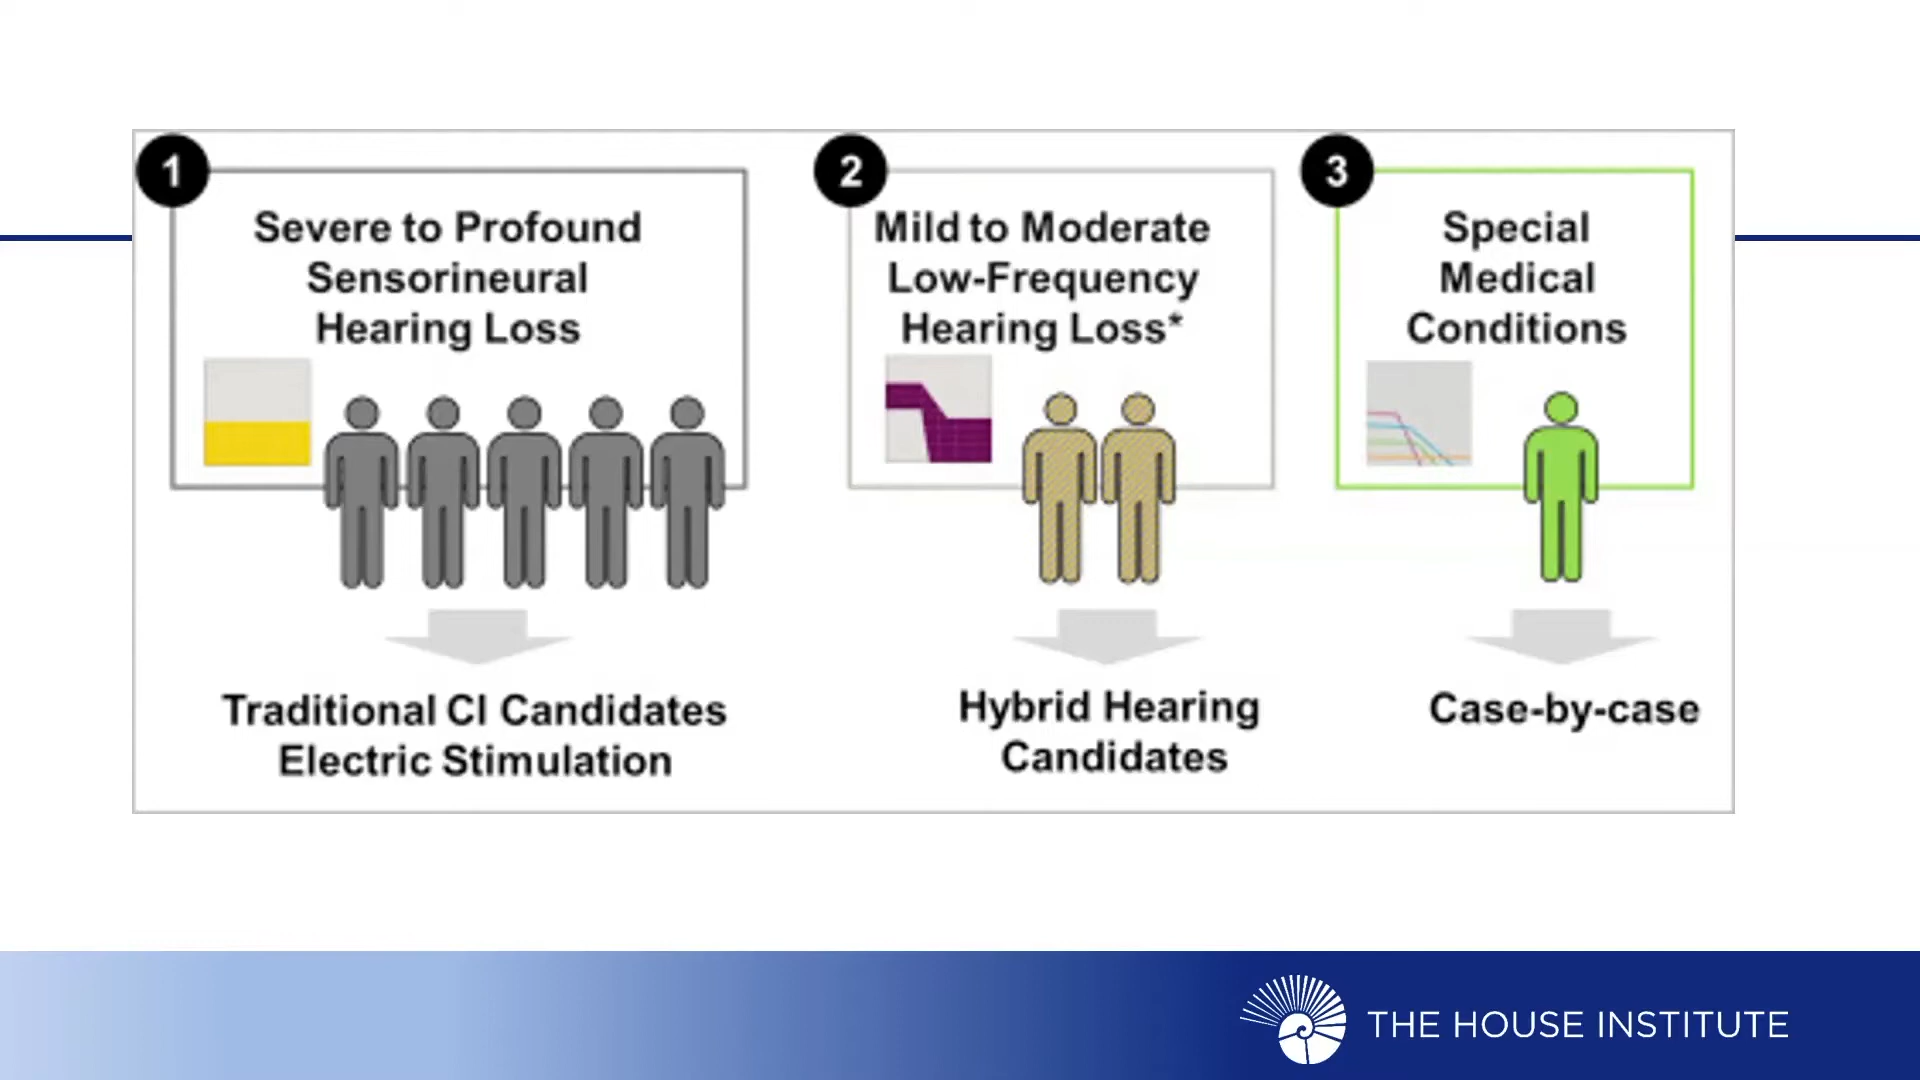 1
Severe to Profound
Sensorineural
Hearing Loss
Traditional CI Candidates
Electric Stimulation
2
Mild to Moderate
Low-Frequency
Hearing Loss*
Hybrid Hearing
Candidates
3
Special
Medical
Conditions
Case-by-case
THE HOUSE INSTITUTE